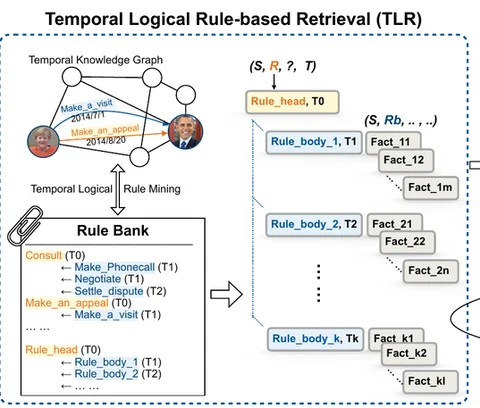 Temporal Logical Rule-based Retrieval (TLR)
Temporal Knowledge Graph
Make_a_visit
2014/7/1
Make_an_appeal
2014/8/20
Temporal Logical Rule Mining
Rule Bank
Consult (T0)
← Make_Phonecall (T1)
← Negotiate (T1)
← Settle_dispute (T2)
Make_an_appeal (T0)
← Make_a_visit (T1)
... ...
Rule_head (T0)
← Rule_body_1 (T1)
← Rule_body_2 (T2)
← ... ...
(S, R, ?, T)
Rule_head, T0
(S, Rb, .. , ..)
Rule_body_1, T1
Fact_11
Fact_12
Fact_1m
Rule_body_2, T2
Fact_21
Fact_22
Fact_2n
Rule_body_k, Tk
Fact_k1
Fact_k2
Fact_kl